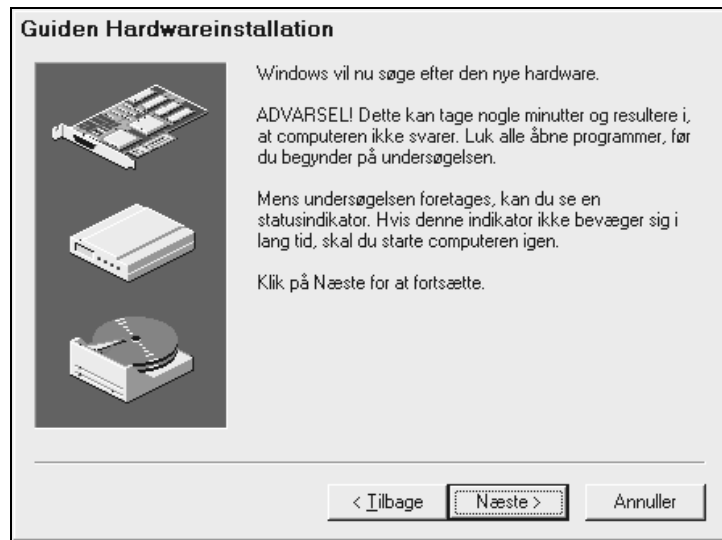 Guiden Hardwareinstallation
Windows vil nu søge efter den nye hardware.
ADVARSEL! Dette kan tage nogle minutter og resultere i,
at computeren ikke svarer. Luk alle åbne programmer, før
du begynder på undersøgelsen.
Mens undersøgelsen foretages, kan du se en
statusindikator. Hvis denne indikator ikke bevæger sig i
lang tid, skal du starte computeren igen.
Klik på Næste for at fortsætte.
< Tilbage Næste > Annuller